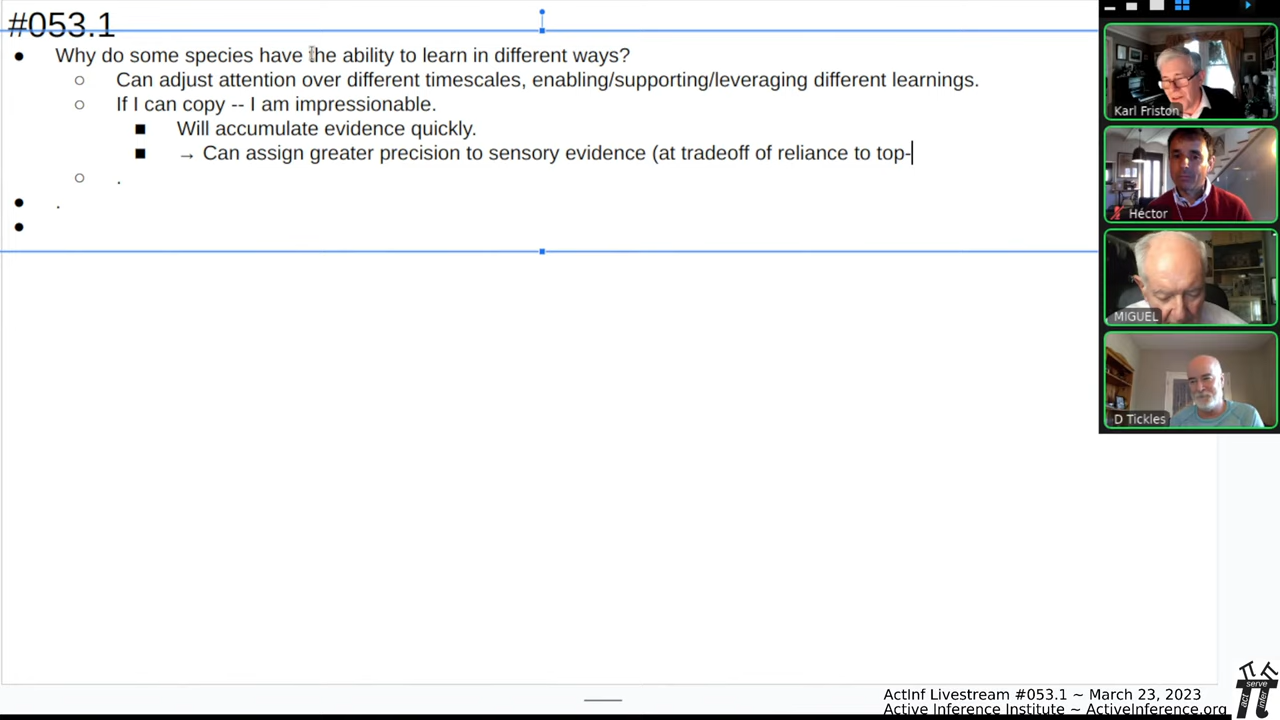 #053.1
Why do some species have the ability to learn in different ways?
Can adjust attention over different timescales, enabling/supporting/leveraging different learnings.
If I can copy -- I am impressionable.
Will accumulate evidence quickly.
→ Can assign greater precision to sensory evidence (at tradeoff of reliance to top-
.
.
Karl Friston
Héctor
MIGUEL
D Tickles
ActInf Livestream #053.1 ~ March 23, 2023
Active Inference Institute ~ ActiveInference.org
act
serve
infer